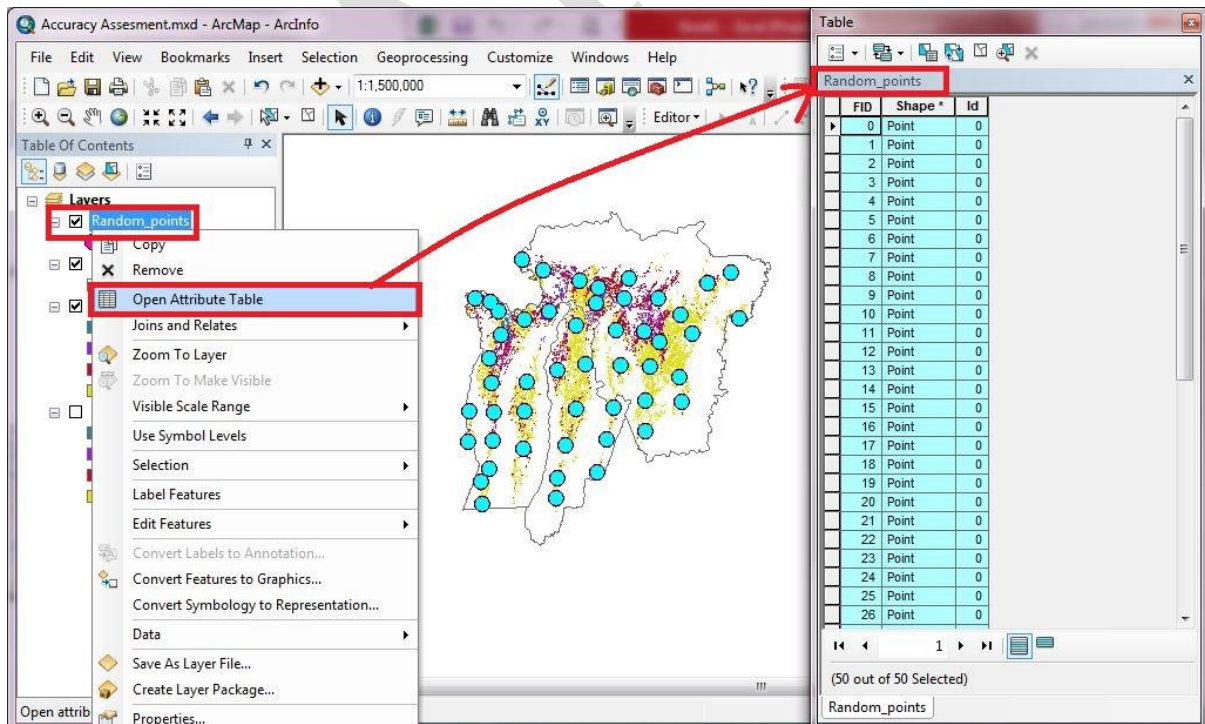 Accuracy Assesment.mxd - ArcMap - ArcInfo
File Edit View Bookmarks Insert Selection Geoprocessing Customize Windows Help
1:1,500,000
Editor
Table Of Contents
Layers
Random_points
Copy
Remove
Open Attribute Table
Joins and Relates
Zoom To Layer
Zoom To Make Visible
Visible Scale Range
Use Symbol Levels
Selection
Label Features
Edit Features
Convert Labels to Annotation...
Convert Features to Graphics...
Convert Symbology to Representation...
Data
Save As Layer File...
Create Layer Package...
Properties...
Open attrib
Table
Random_points
FID Shape * Id
0 Point 0
1 Point 0
2 Point 0
3 Point 0
4 Point 0
5 Point 0
6 Point 0
7 Point 0
8 Point 0
9 Point 0
10 Point 0
11 Point 0
12 Point 0
13 Point 0
14 Point 0
15 Point 0
16 Point 0
17 Point 0
18 Point 0
19 Point 0
20 Point 0
21 Point 0
22 Point 0
23 Point 0
24 Point 0
25 Point 0
26 Point 0
1
(50 out of 50 Selected)
Random_points